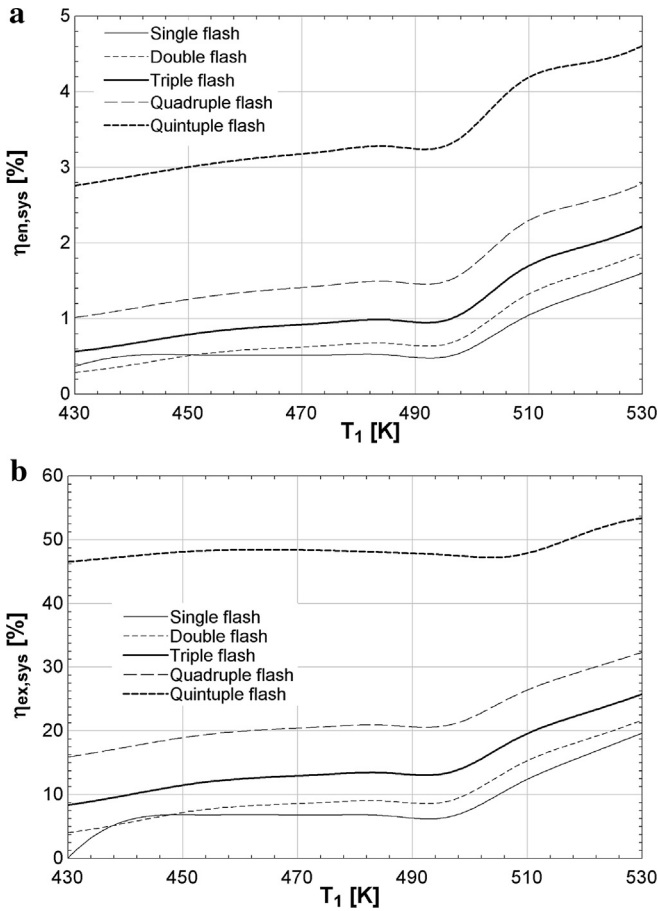 a
5
4
3
2
1
0
η en,sys [%]
Single flash
Double flash
Triple flash
Quadruple flash
Quintuple flash
430 450 470 490 510 530
T1 [K]
b
60
50
40
30
20
10
0
η ex,sys [%]
Single flash
Double flash
Triple flash
Quadruple flash
Quintuple flash
430 450 470 490 510 530
T1 [K]